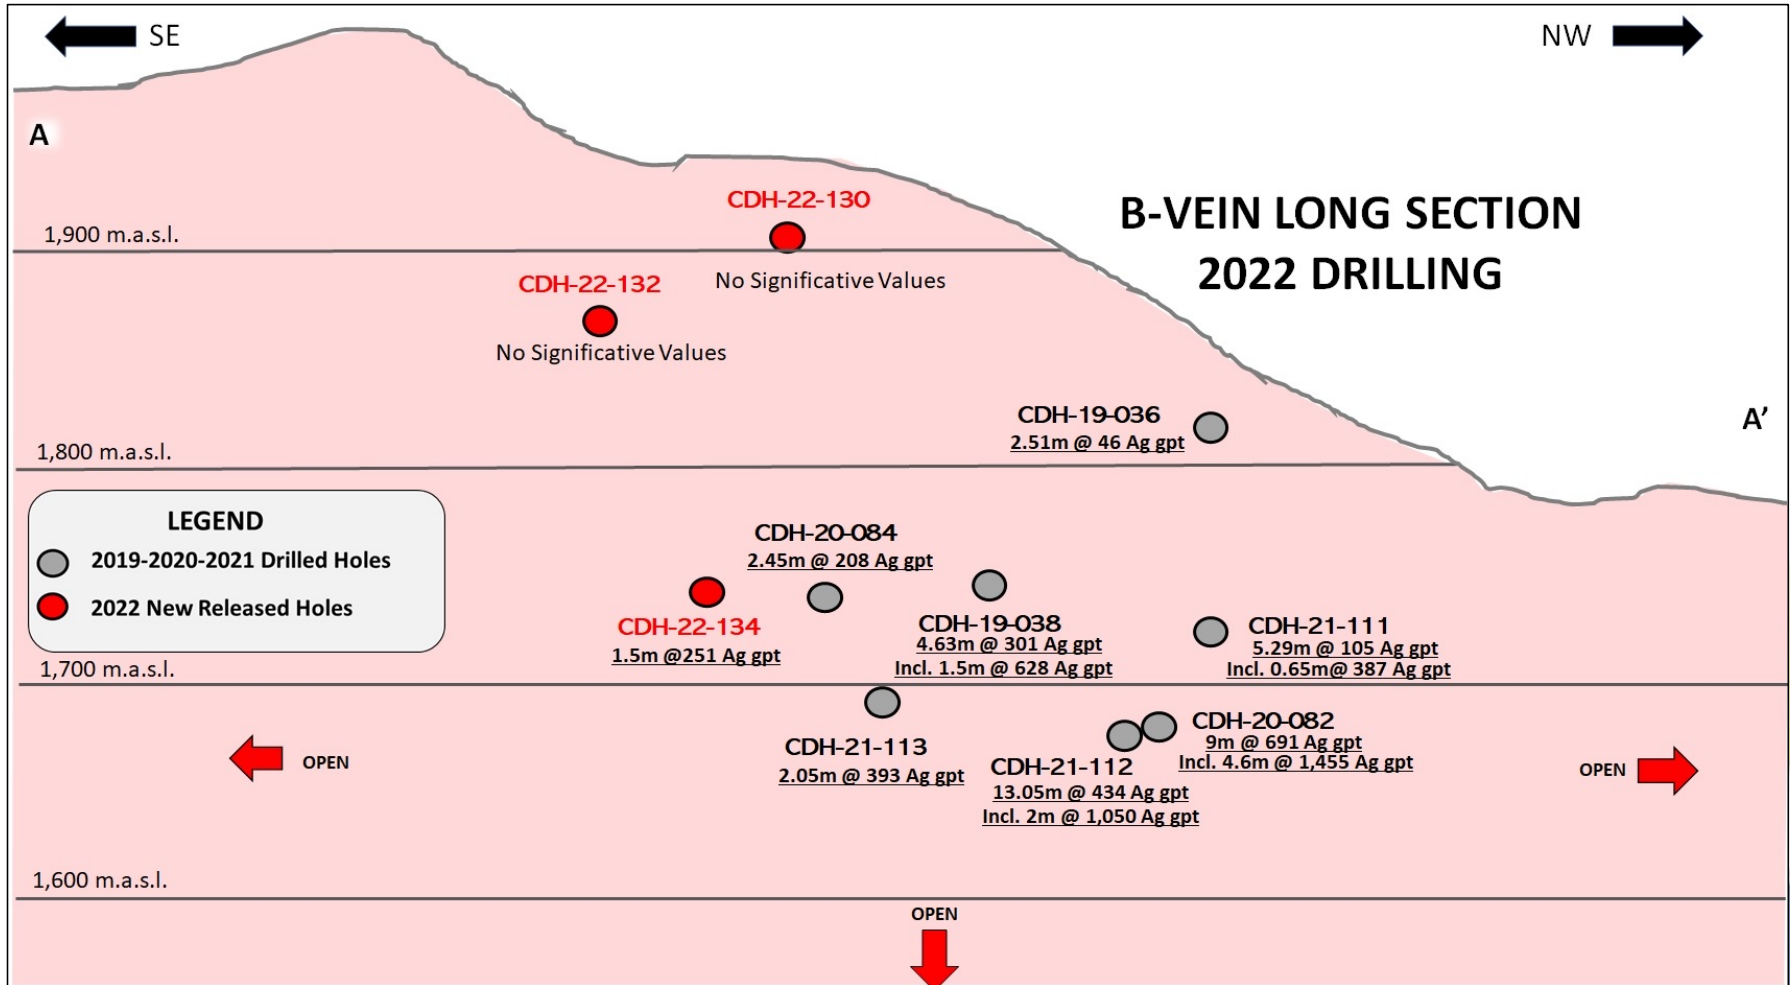 SE
NW
A
CDH-22-130
B-VEIN LONG SECTION
2022 DRILLING
1,900 m.a.s.l.
No Significative Values
CDH-22-132
No Significative Values
CDH-19-036
2.51m @ 46 Ag gpt
A'
1,800 m.a.s.l.
LEGEND
2019-2020-2021 Drilled Holes
2022 New Released Holes
CDH-20-084
2.45m @ 208 Ag gpt
CDH-22-134
1.5m @251 Ag gpt
CDH-19-038
4.63m @ 301 Ag gpt
Incl. 1.5m @ 628 Ag gpt
CDH-21-111
5.29m @ 105 Ag gpt
Incl. 0.65m@ 387 Ag gpt
1,700 m.a.s.l.
CDH-21-113
2.05m @ 393 Ag gpt
CDH-20-082
9m @ 691 Ag gpt
Incl. 4.6m @ 1,455 Ag gpt
CDH-21-112
13.05m @ 434 Ag gpt
Incl. 2m @ 1,050 Ag gpt
OPEN
OPEN
1,600 m.a.s.l.
OPEN